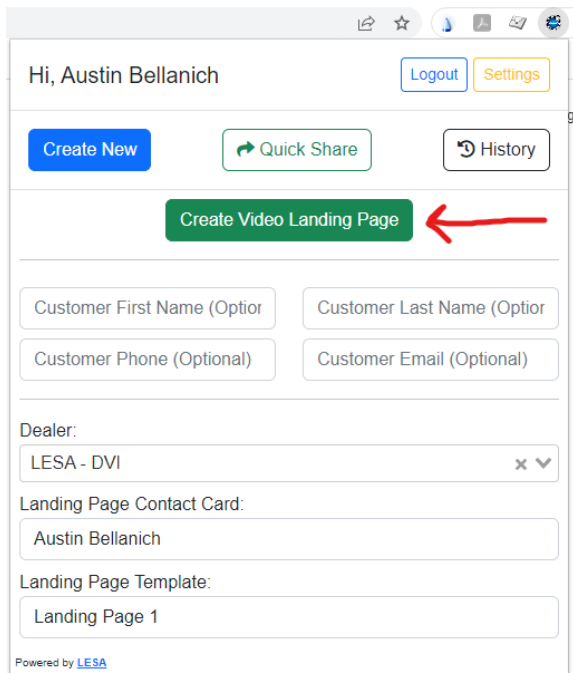 Hi, Austin Bellanich
Logout
Settings
Create New
Quick Share
History
Create Video Landing Page
Customer First Name (Option
Customer Last Name (Option
Customer Phone (Optional)
Customer Email (Optional)
Dealer:
LESA - DVI
Landing Page Contact Card:
Austin Bellanich
Landing Page Template:
Landing Page 1
Powered by LESA